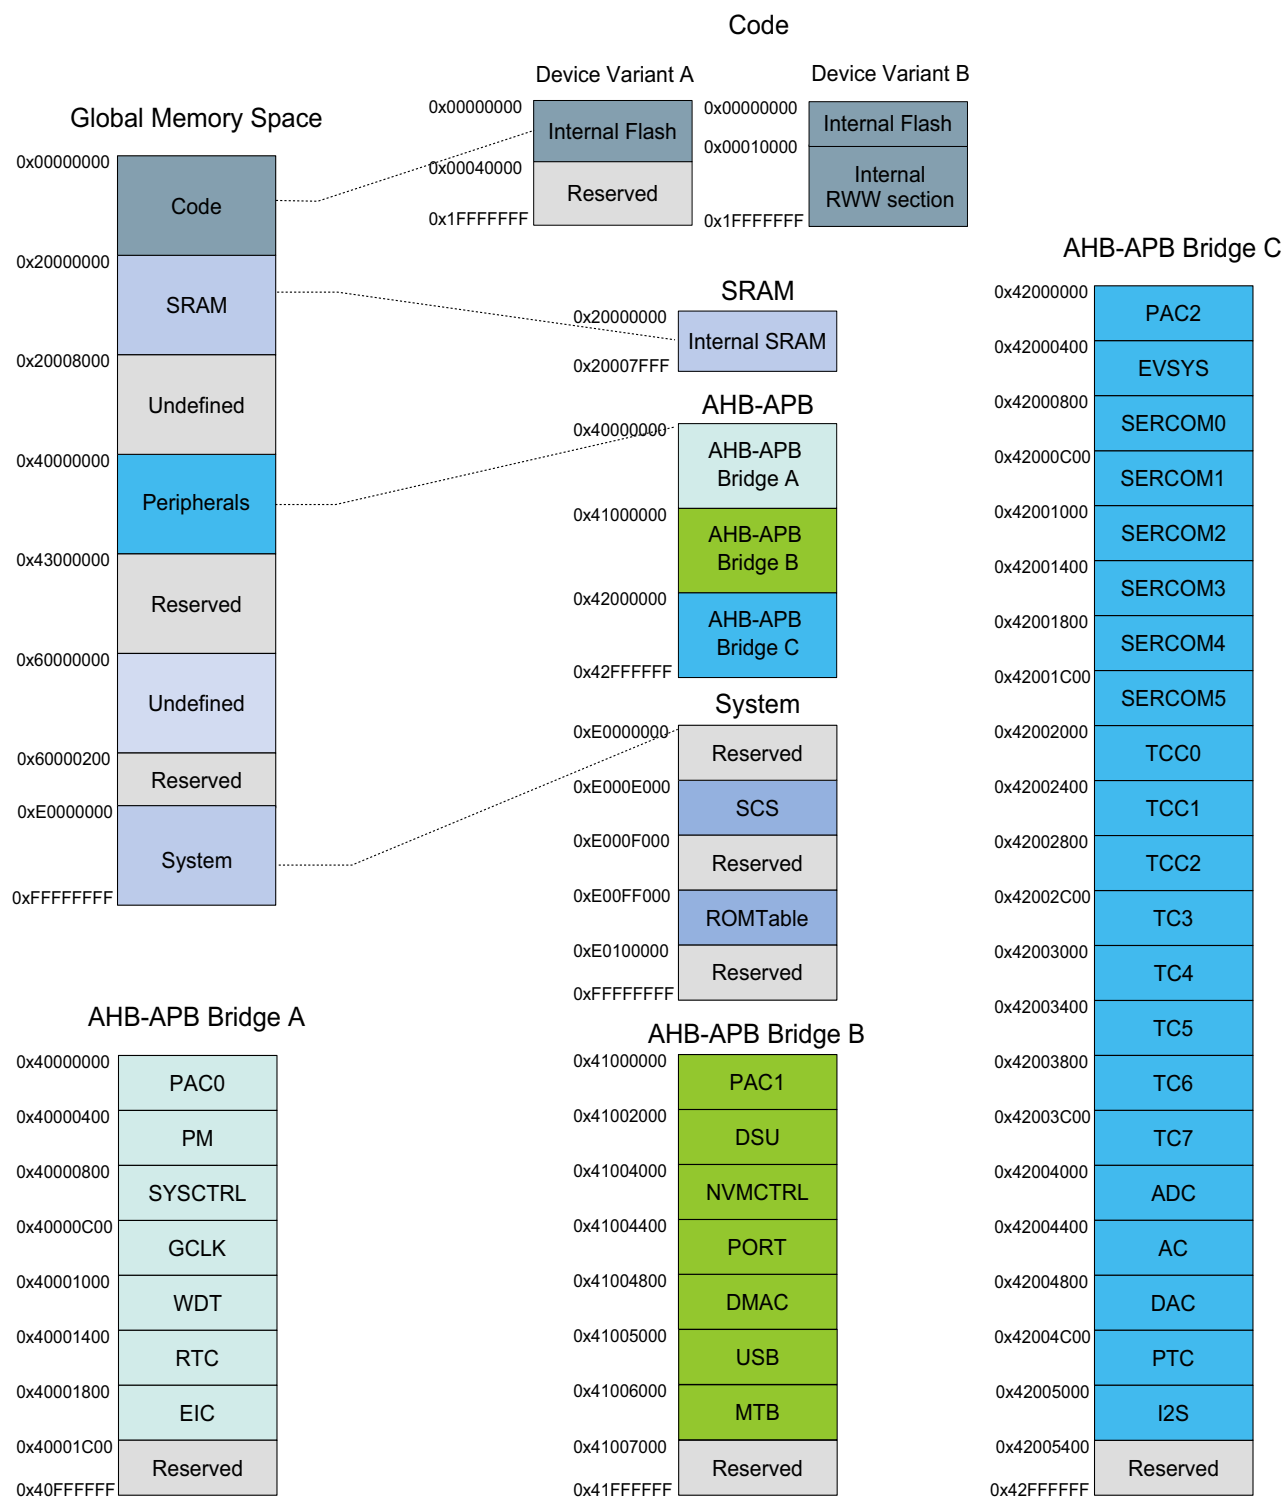 Code
Device Variant A
0x00000000
Internal Flash
0x00040000
Reserved
0x1FFFFFFF
Device Variant B
0x00000000
Internal Flash
0x00010000
Internal
RWW section
0x1FFFFFFF
Global Memory Space
0x00000000
Code
0x20000000
SRAM
0x20008000
Undefined
0x40000000
Peripherals
0x43000000
Reserved
0x60000000
Undefined
0x60000200
Reserved
0xE0000000
System
0xFFFFFFFF
SRAM
0x20000000
Internal SRAM
0x20007FFF
AHB-APB
0x40000000
AHB-APB
Bridge A
0x41000000
AHB-APB
Bridge B
0x42000000
AHB-APB
Bridge C
0x42FFFFFF
System
0xE0000000
Reserved
0xE000E000
SCS
0xE000F000
Reserved
0xE00FF000
ROMTable
0xE0100000
Reserved
0xFFFFFFFF
AHB-APB Bridge A
0x40000000
PAC0
0x40000400
PM
0x40000800
SYSCTRL
0x40000C00
GCLK
0x40001000
WDT
0x40001400
RTC
0x40001800
EIC
0x40001C00
Reserved
0x40FFFFFF
AHB-APB Bridge B
0x41000000
PAC1
0x41002000
DSU
0x41004000
NVMCTRL
0x41004400
PORT
0x41004800
DMAC
0x41005000
USB
0x41006000
MTB
0x41007000
Reserved
0x41FFFFFF
AHB-APB Bridge C
0x42000000
PAC2
0x42000400
EVSYS
0x42000800
SERCOM0
0x42000C00
SERCOM1
0x42001000
SERCOM2
0x42001400
SERCOM3
0x42001800
SERCOM4
0x42001C00
SERCOM5
0x42002000
TCC0
0x42002400
TCC1
0x42002800
TCC2
0x42002C00
TC3
0x42003000
TC4
0x42003400
TC5
0x42003800
TC6
0x42003C00
TC7
0x42004000
ADC
0x42004400
AC
0x42004800
DAC
0x42004C00
PTC
0x42005000
I2S
0x42005400
Reserved
0x42FFFFFF